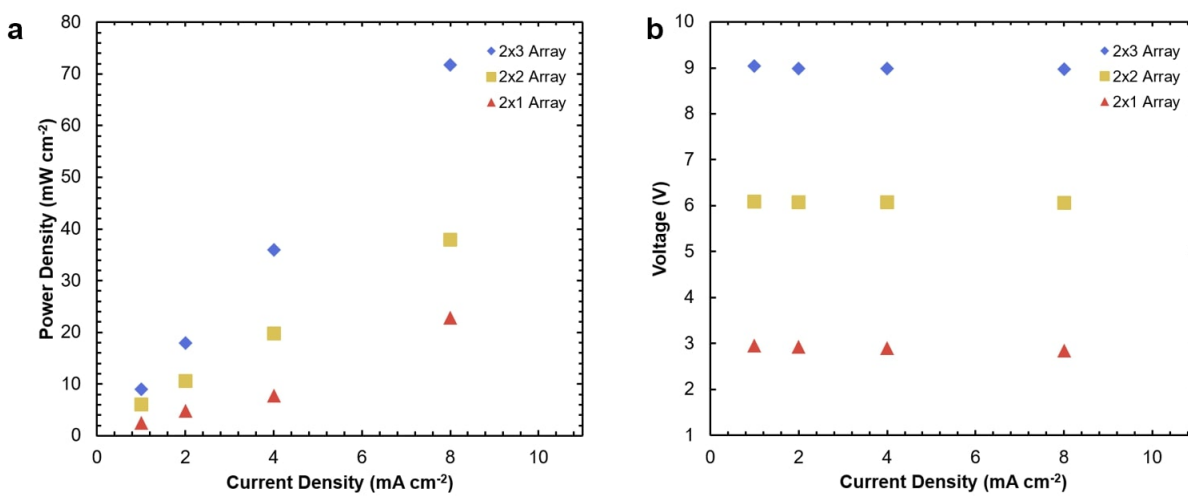 a
80
70
60
50
40
30
20
10
0
Power Density (mW cm⁻²)
0 2 4 6 8 10
Current Density (mA cm⁻²)
2x3 Array
2x2 Array
2x1 Array
b
10
9
8
7
6
5
4
3
2
1
Voltage (V)
0 2 4 6 8 10
Current Density (mA cm⁻²)
2x3 Array
2x2 Array
2x1 Array